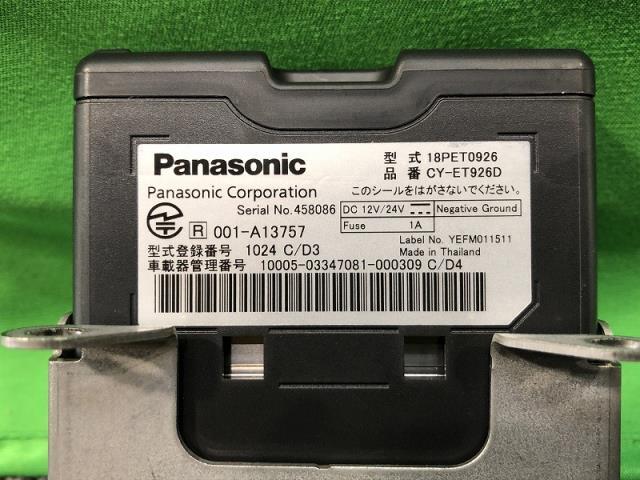 Panasonic
型 式 18PET0926
品 番 CY-ET926D
Panasonic Corporation
このシールをはがさないでください。
Serial No.458086
DC 12V/24V Negative Ground
Fuse 1A
R 001-A13757
Label No. YEFM011511
Made in Thailand
型式登録番号 1024 C/D3
車載器管理番号 10005-03347081-000309 C/D4